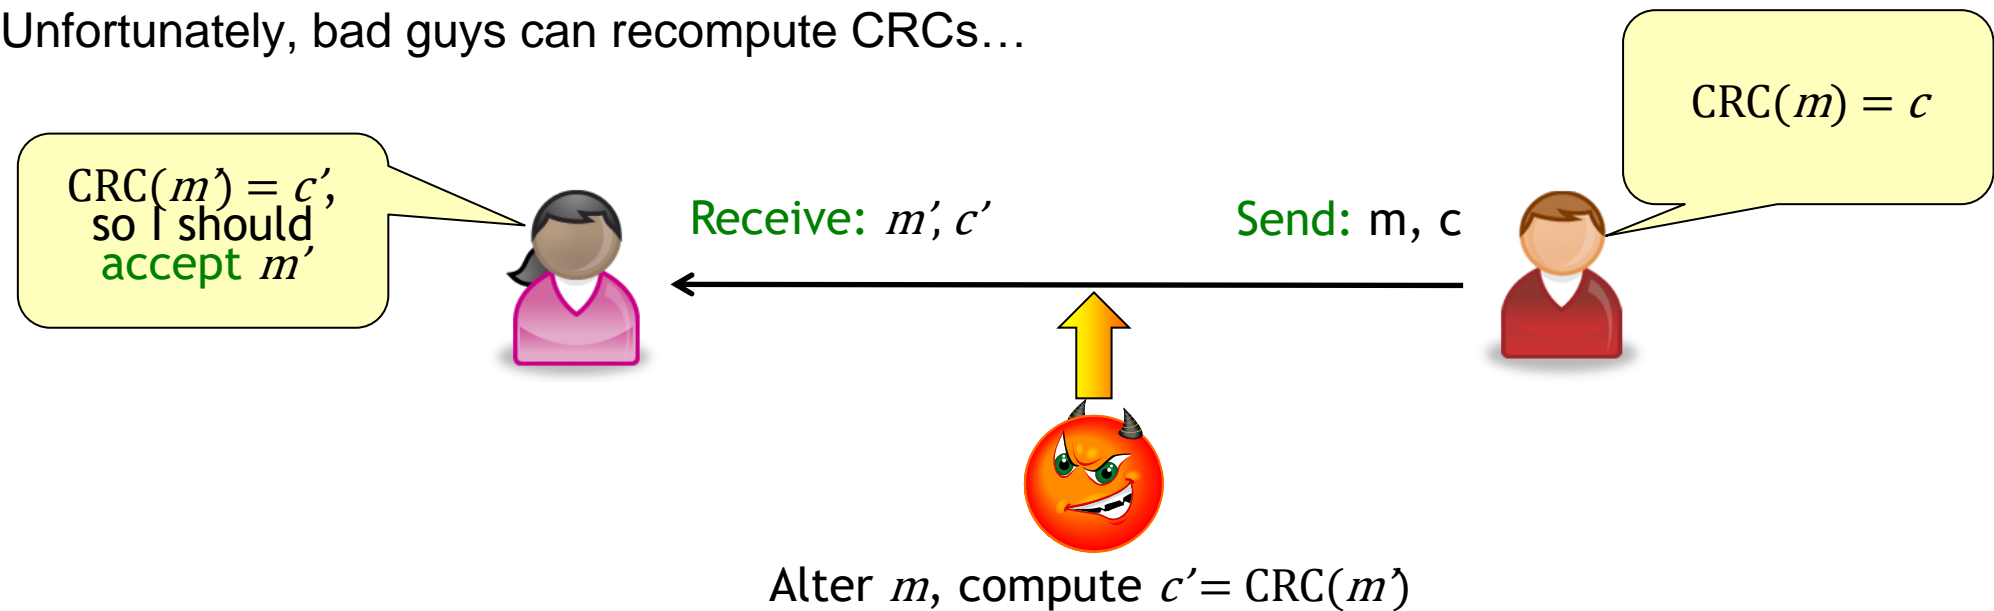 Unfortunately, bad guys can recompute CRCs…
CRC(m) = c
CRC(m’) = c’,
so I should
accept m’
Receive: m’, c’
Send: m, c
Alter m, compute c’ = CRC(m’)